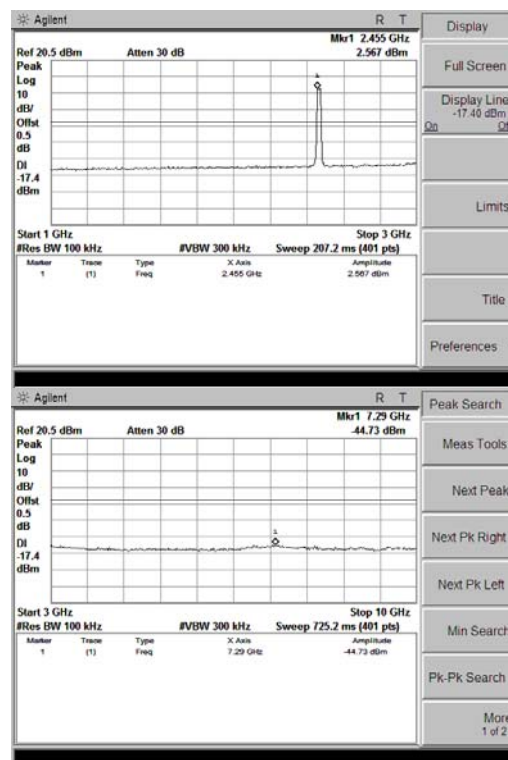 Agilent R T
Mkr1 2.455 GHz
Ref 20.5 dBm Atten 30 dB 2.567 dBm
Peak
Log
10
dB/
Offst
0.5
dB
DI
-17.4
dBm
Start 1 GHz Stop 3 GHz
#Res BW 100 kHz #VBW 300 kHz Sweep 207.2 ms (401 pts)
Marker Trace Type X Axis Amplitude
1 (1) Freq 2.455 GHz 2.567 dBm
Display
Full Screen
Display Line
-17.40 dBm
On Of
Limits
Title
Preferences
Agilent R T
Mkr1 7.29 GHz
Ref 20.5 dBm Atten 30 dB -44.73 dBm
Peak
Log
10
dB/
Offst
0.5
dB
DI
-17.4
dBm
1
Start 3 GHz Stop 10 GHz
#Res BW 100 kHz #VBW 300 kHz Sweep 725.2 ms (401 pts)
Marker Trace Type X Axis Amplitude
1 (1) Freq 7.29 GHz -44.73 dBm
Peak Search
Meas Tools
Next Peak
Next Pk Right
Next Pk Left
Min Search
Pk-Pk Search
More
1 of 2